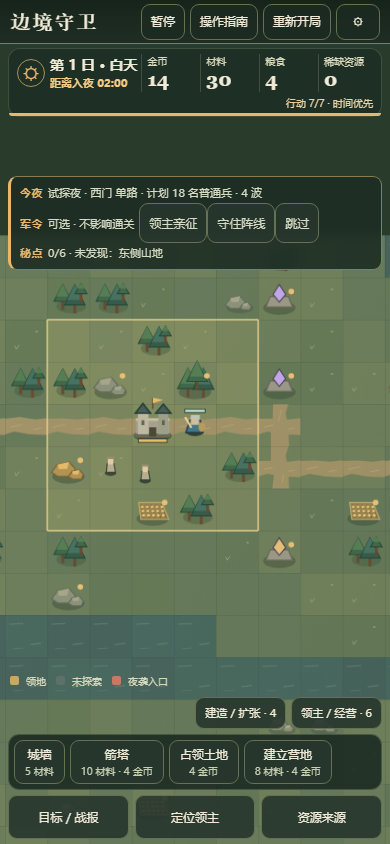 边境守卫
暂停
操作指南
重新开局
第 1 日 • 白天
距离入夜 02:00
金币
14
材料
30
粮食
4
稀缺资源
0
行动 7/7 · 时间优先
今夜 试探夜 · 西门 单路 · 计划 18 名普通兵 · 4 波
军令 可选 · 不影响通关 领主亲征 守住阵线 跳过
秘点 0/6 · 未发现: 东侧山地
领地 未探索 夜袭入口
建造 / 扩张 · 4
领主 / 经营 · 6
城墙
5 材料
箭塔
10 材料 · 4 金币
占领土地
4 金币
建立营地
8 材料 · 4 金币
目标 / 战报
定位领主
资源来源